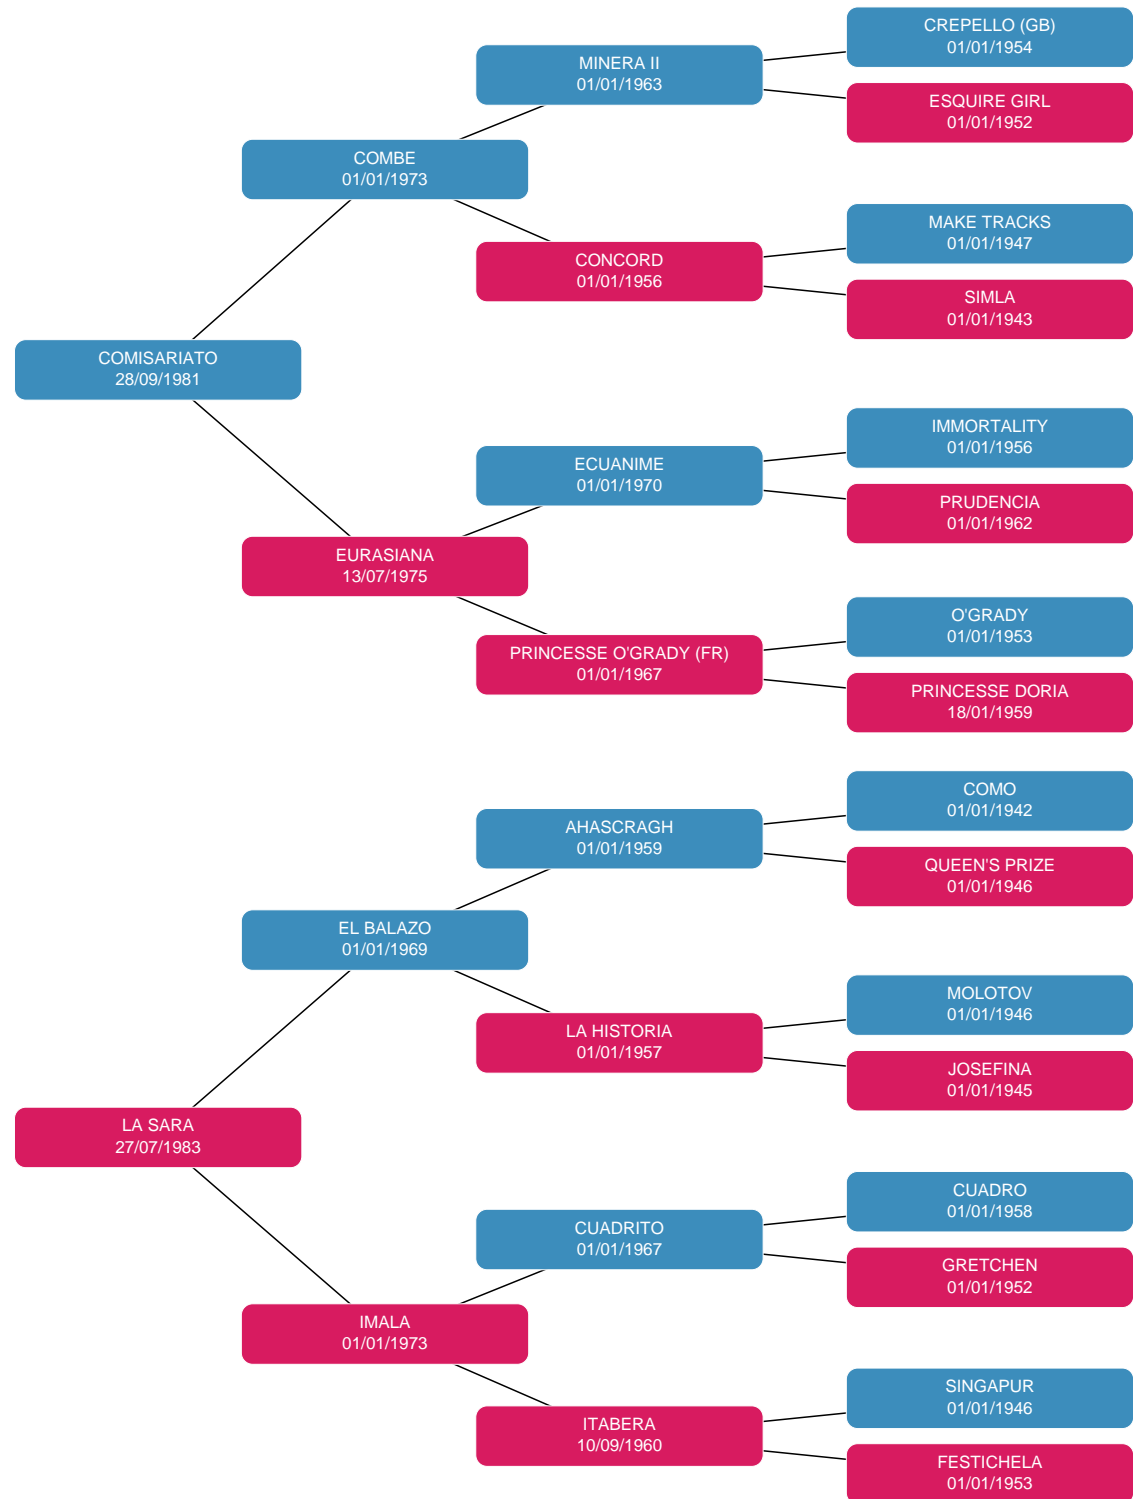 CREPELLO (GB)
01/01/1954
MINERA II
01/01/1963
ESQUIRE GIRL
01/01/1952
COMBE
01/01/1973
MAKE TRACKS
01/01/1947
CONCORD
01/01/1956
SIMLA
01/01/1943
COMISARIATO
28/09/1981
IMMORTALITY
01/01/1956
ECUANIME
01/01/1970
PRUDENCIA
01/01/1962
EURASIANA
13/07/1975
O'GRADY
01/01/1953
PRINCESSE O'GRADY (FR)
01/01/1967
PRINCESSE DORIA
18/01/1959
COMO
01/01/1942
AHASCRAGH
01/01/1959
QUEEN'S PRIZE
01/01/1946
EL BALAZO
01/01/1969
MOLOTOV
01/01/1946
LA HISTORIA
01/01/1957
JOSEFINA
01/01/1945
LA SARA
27/07/1983
CUADRO
01/01/1958
CUADRITO
01/01/1967
GRETCHEN
01/01/1952
IMALA
01/01/1973
SINGAPUR
01/01/1946
ITABERA
10/09/1960
FESTICHELA
01/01/1953